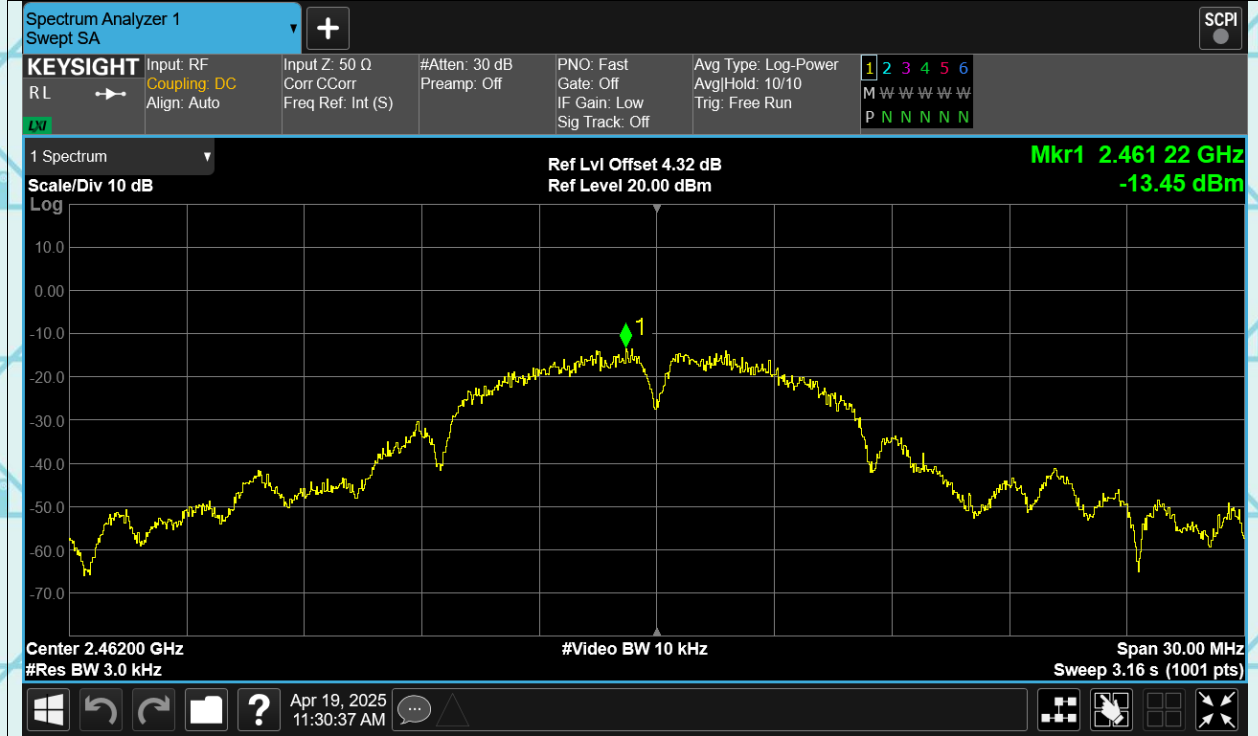 Spectrum Analyzer 1
Swept SA
SCPI
KEYSIGHT
R L
LXI
Input: RF
Coupling: DC
Align: Auto
Input Z: 50 Ω
Corr CCorr
Freq Ref: Int (S)
#Atten: 30 dB
Preamp: Off
PNO: Fast
Gate: Off
IF Gain: Low
Sig Track: Off
Avg Type: Log-Power
Avg|Hold: 10/10
Trig: Free Run
1 2 3 4 5 6
M W W W W W
P N N N N N
1 Spectrum
Scale/Div 10 dB
Log
Ref Lvl Offset 4.32 dB
Ref Level 20.00 dBm
Mkr1 2.461 22 GHz
-13.45 dBm
10.0
0.00
-10.0
-20.0
-30.0
-40.0
-50.0
-60.0
-70.0
1
Center 2.46200 GHz
#Res BW 3.0 kHz
#Video BW 10 kHz
Span 30.00 MHz
Sweep 3.16 s (1001 pts)
?
Apr 19, 2025
11:30:37 AM